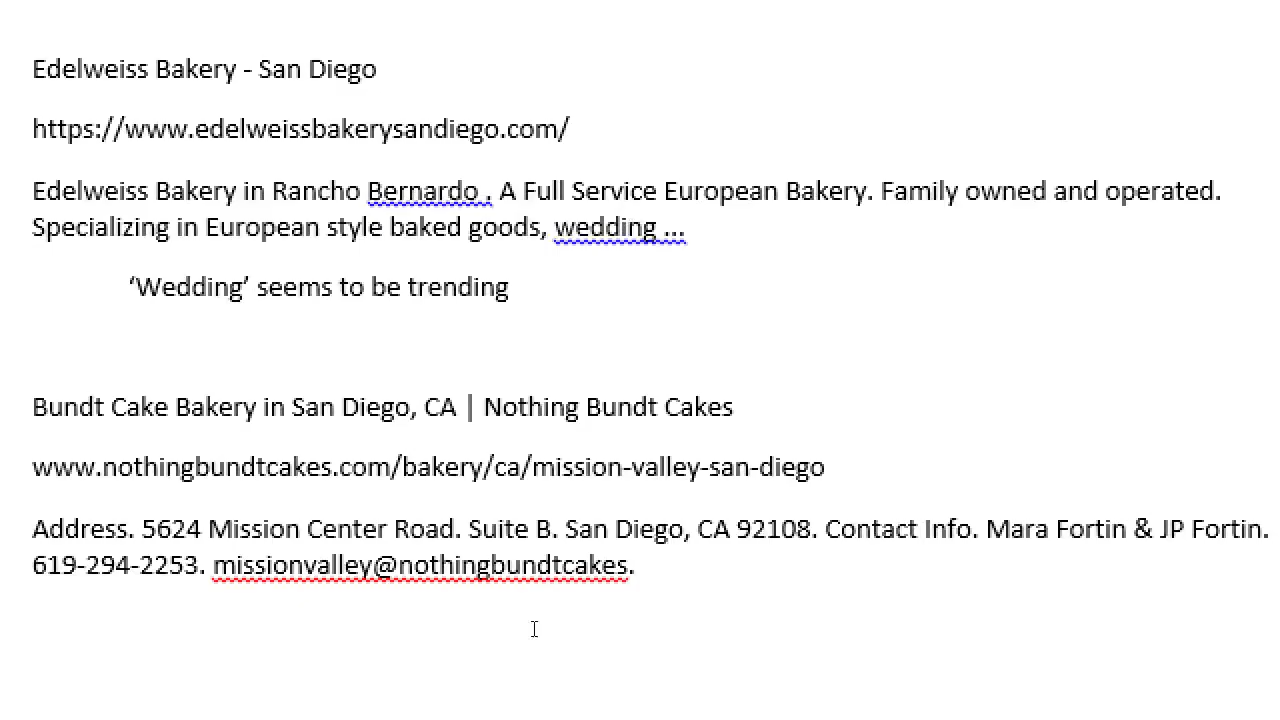 Edelweiss Bakery - San Diego
https://www.edelweissbakerysandiego.com/
Edelweiss Bakery in Rancho Bernardo . A Full Service European Bakery. Family owned and operated.
Specializing in European style baked goods, wedding ...
‘Wedding’ seems to be trending
Bundt Cake Bakery in San Diego, CA | Nothing Bundt Cakes
www.nothingbundtcakes.com/bakery/ca/mission-valley-san-diego
Address. 5624 Mission Center Road. Suite B. San Diego, CA 92108. Contact Info. Mara Fortin & JP Fortin.
619-294-2253. missionvalley@nothingbundtcakes.